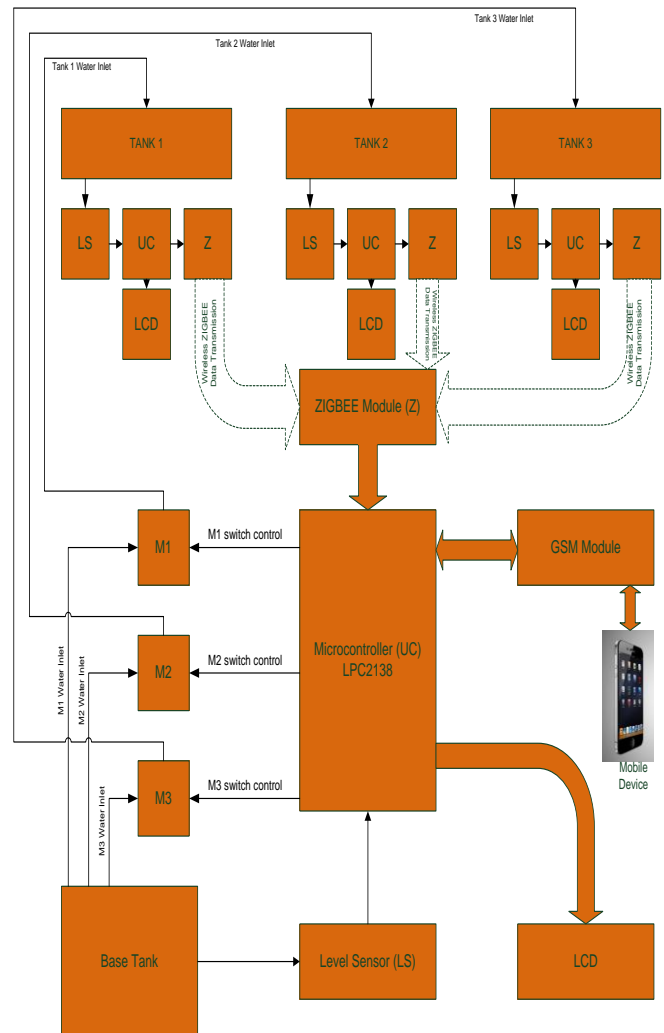 Tank 3 Water Inlet
Tank 2 Water Inlet
Tank 1 Water Inlet
TANK 1
TANK 2
TANK 3
LS
UC
Z
LS
UC
Z
LS
UC
Z
LCD
LCD
LCD
Wireless ZIGBEE
Data Transmission
Wireless ZIGBEE
Data Transmission
Wireless ZIGBEE
Data Transmission
ZIGBEE Module (Z)
M1
M1 switch control
GSM Module
Microcontroller (UC)
LPC2138
M2
M2 switch control
M1 Water Inlet
M2 Water Inlet
M3 Water Inlet
M3
M3 switch control
Mobile
Device
Base Tank
Level Sensor (LS)
LCD